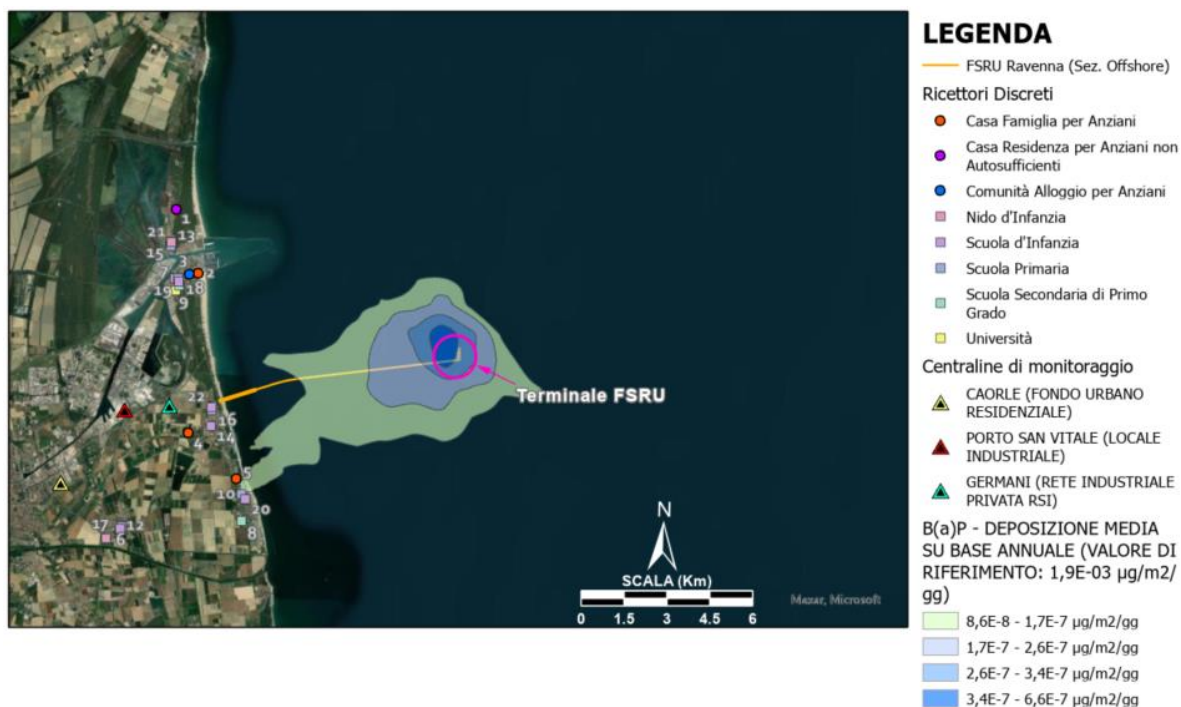 21
1
13
15
3
2
19
18
9
22
16
14
4
5
10
20
8
17
12
6
Terminale FSRU
N
SCALA (Km)
0 1.5 3 4.5 6
Maxar, Microsoft
LEGENDA
FSRU Ravenna (Sez. Offshore)
Ricettori Discreti
Casa Famiglia per Anziani
Casa Residenza per Anziani non
Autosufficienti
Comunità Alloggio per Anziani
Nido d'Infanzia
Scuola d'Infanzia
Scuola Primaria
Scuola Secondaria di Primo
Grado
Università
Centraline di monitoraggio
CAORLE (FONDO URBANO
RESIDENZIALE)
PORTO SAN VITALE (LOCALE
INDUSTRIALE)
GERMANI (RETE INDUSTRIALE
PRIVATA RSI)
B(a)P - DEPOSIZIONE MEDIA
SU BASE ANNUALE (VALORE DI
RIFERIMENTO: 1,9E-03 µg/m2/
gg)
8,6E-8 - 1,7E-7 µg/m2/gg
1,7E-7 - 2,6E-7 µg/m2/gg
2,6E-7 - 3,4E-7 µg/m2/gg
3,4E-7 - 6,6E-7 µg/m2/gg